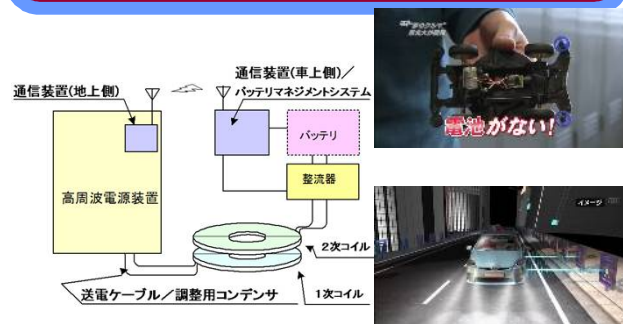 通信装置(地上側)
通信装置(車上側)/
バッテリマネジメントシステム
バッテリ
整流器
高周波電源装置
2次コイル
1次コイル
送電ケーブル/調整用コンデンサ
電池がない!
イメージ